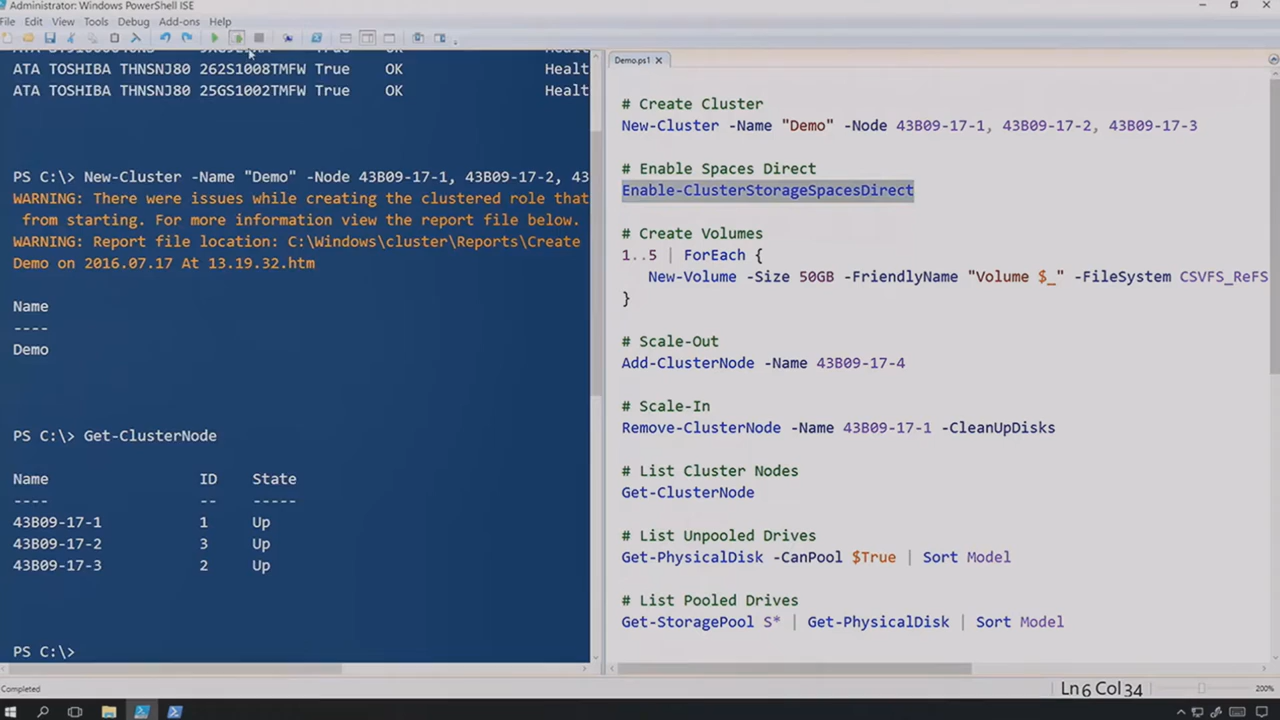 Administrator: Windows PowerShell ISE
File Edit View Tools Debug Add-ons Help
ATA TOSHIBA THNSNJ80 262S1008TMFW True OK Healt
ATA TOSHIBA THNSNJ80 25GS1002TMFW True OK Healt
PS C:\> New-Cluster -Name "Demo" -Node 43B09-17-1, 43B09-17-2, 43
WARNING: There were issues while creating the clustered role that
from starting. For more information view the report file below.
WARNING: Report file location: C:\Windows\cluster\Reports\Create
Demo on 2016.07.17 At 13.19.32.htm
Name
----
Demo
PS C:\> Get-ClusterNode
Name ID State
---- -- -----
43B09-17-1 1 Up
43B09-17-2 3 Up
43B09-17-3 2 Up
PS C:\>
Demo.ps1
# Create Cluster
New-Cluster -Name "Demo" -Node 43B09-17-1, 43B09-17-2, 43B09-17-3
# Enable Spaces Direct
Enable-ClusterStorageSpacesDirect
# Create Volumes
1..5 | ForEach {
New-Volume -Size 50GB -FriendlyName "Volume $_" -FileSystem CSVFS_ReFS
}
# Scale-Out
Add-ClusterNode -Name 43B09-17-4
# Scale-In
Remove-ClusterNode -Name 43B09-17-1 -CleanUpDisks
# List Cluster Nodes
Get-ClusterNode
# List Unpooled Drives
Get-PhysicalDisk -CanPool $True | Sort Model
# List Pooled Drives
Get-StoragePool S* | Get-PhysicalDisk | Sort Model
Completed
Ln 6 Col 34
200%